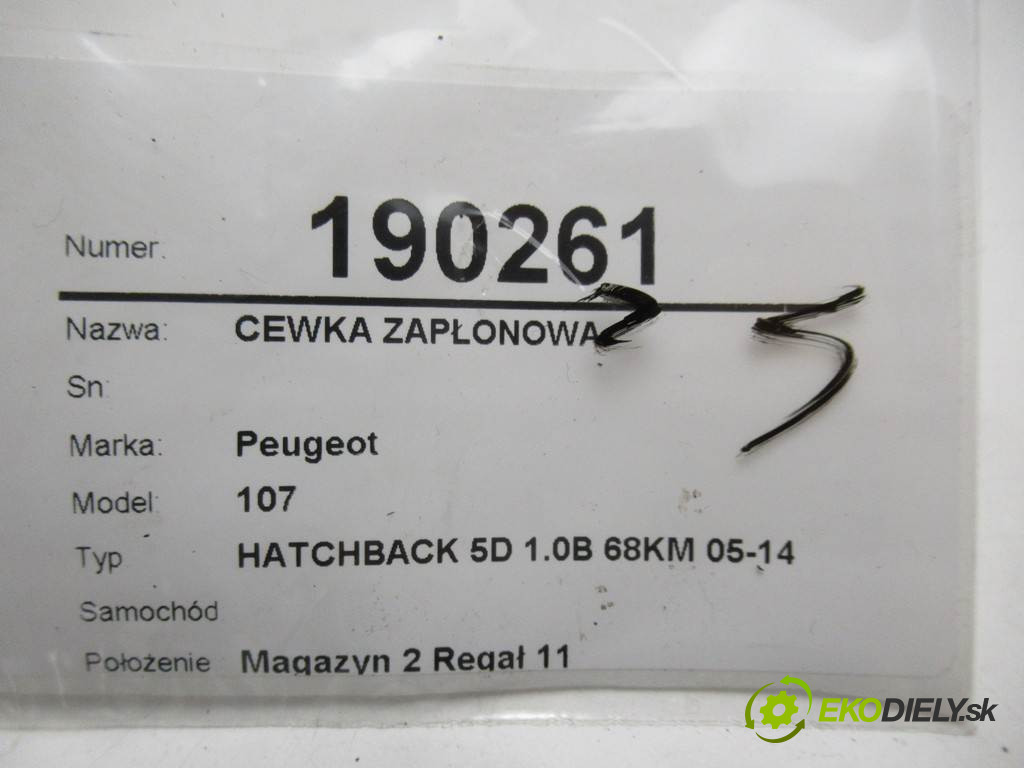 Numer: 190261
Nazwa: CEWKA ZAPŁONOWA
Sn:
Marka: Peugeot
Model: 107
Typ HATCHBACK 5D 1.0B 68KM 05-14
Samochód
Położenie Magazyn 2 Regał 11
EKODIELY.sk